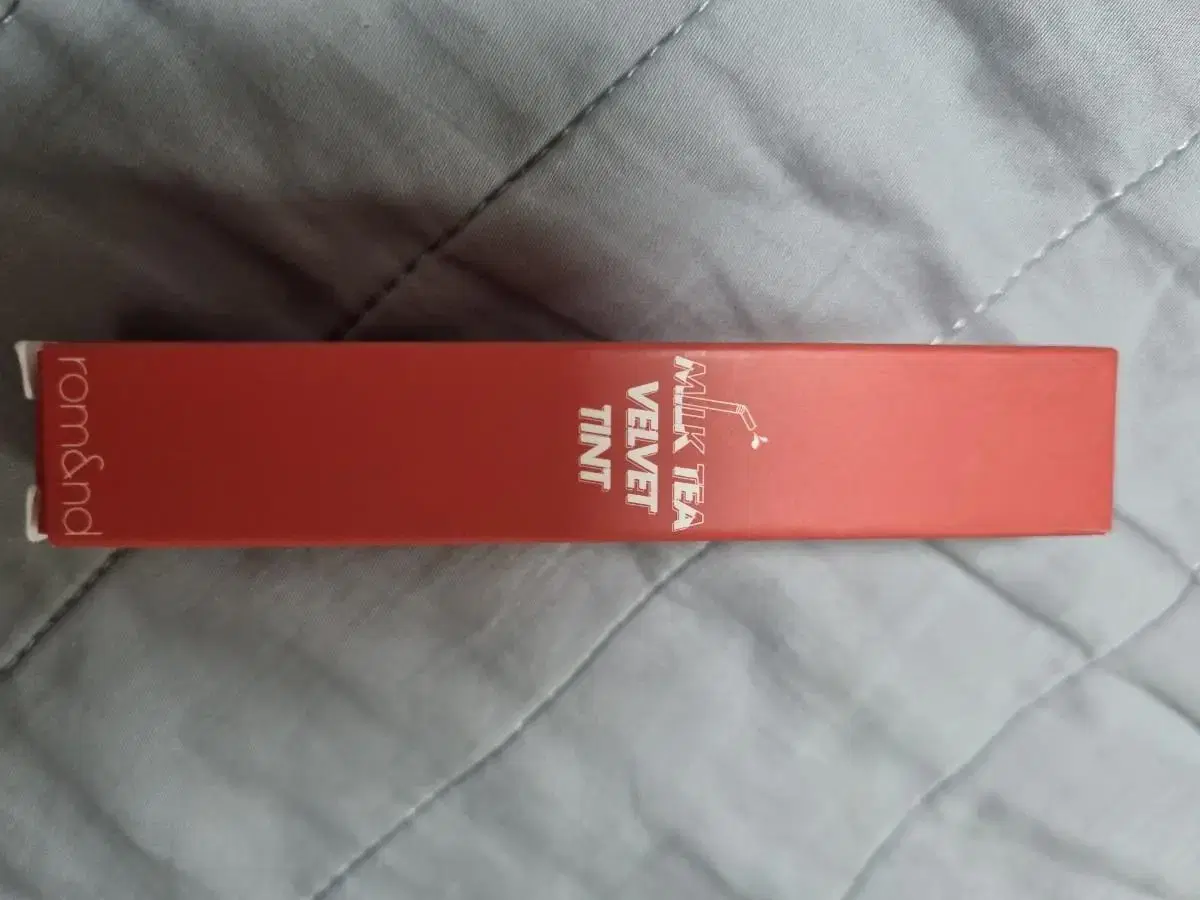 MILK TEA
VELVET
TINT
rom&nd